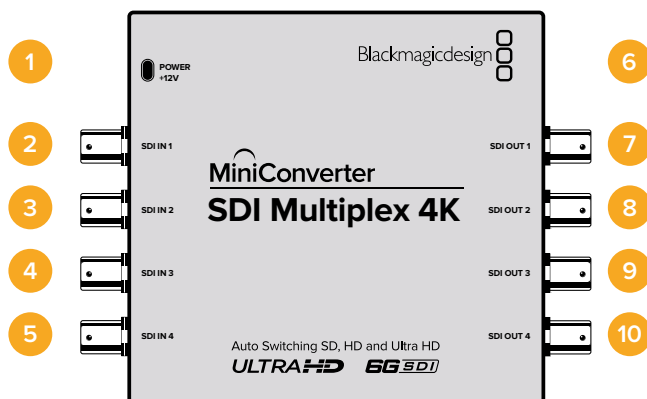 1
POWER
+12V
Blackmagicdesign
6
2
SDI IN 1
SDI OUT 1
7
MiniConverter
3
SDI IN 2
SDI Multiplex 4K
SDI OUT 2
8
4
SDI IN 3
SDI OUT 3
9
5
SDI IN 4
Auto Switching SD, HD and Ultra HD
SDI OUT 4
10
ULTRAHD 6G SDI